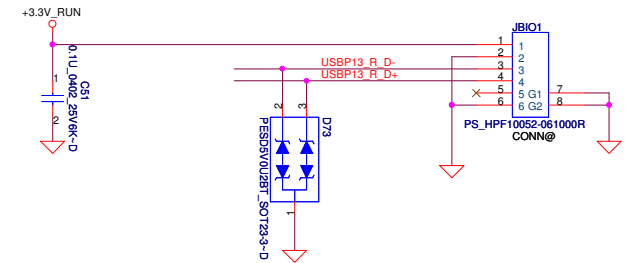 +3.3V_RUN
JBIO1
1 1
2 2
USBP13_R_D- 3 3
USBP13_R_D+ 4 4
5 5 G1 7
6 6 G2 8
PS_HPF10052-061000R
CONN@
1
2
0.1U_0402_25V6K~D
C51
2
3
1
D73
PESD5V0U2BT_SOT23-3~D